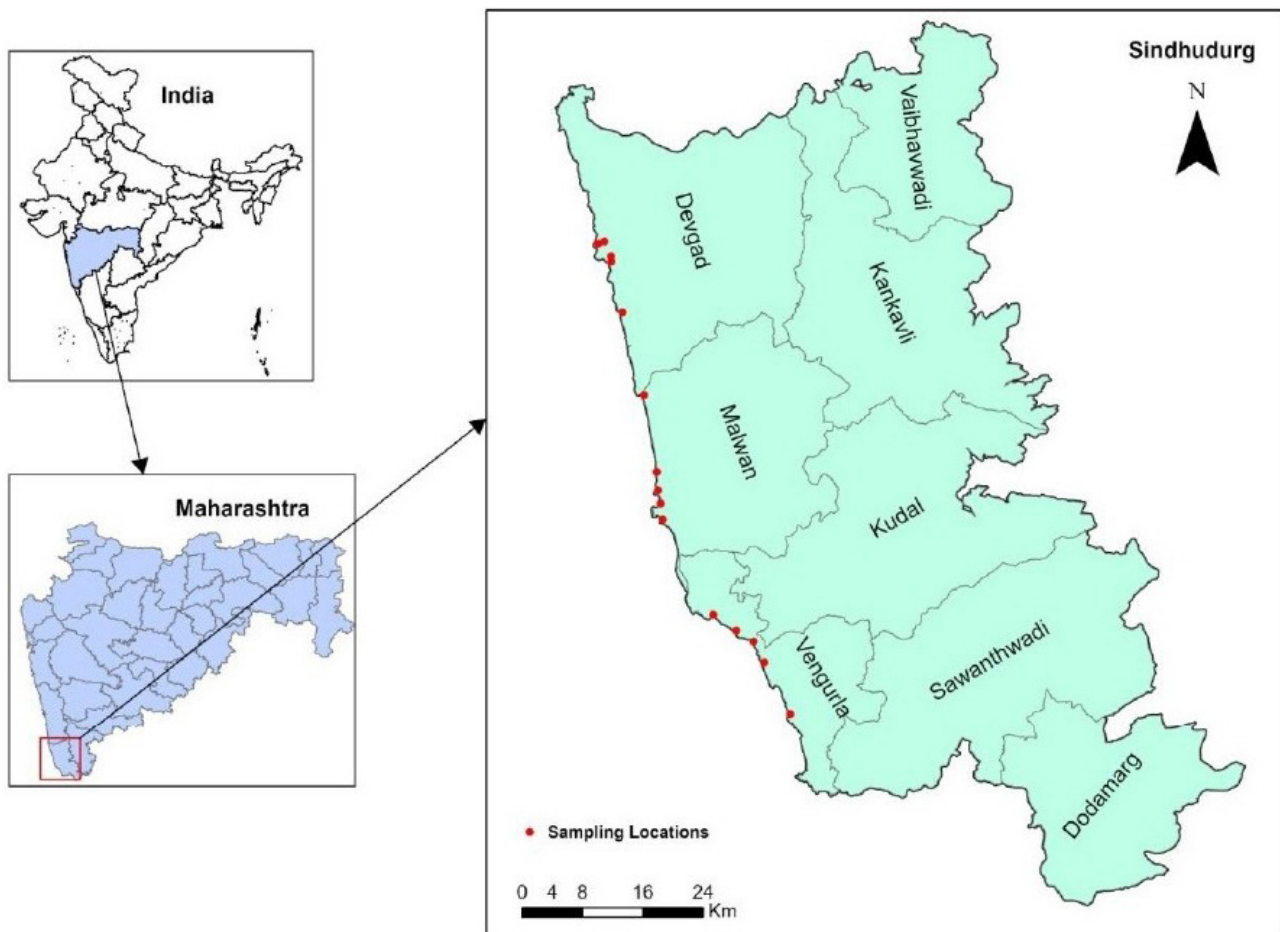 India
Maharashtra
Sindhudurg
N
Vaibhavwadi
Devgad
Kankavli
Malwan
Kudal
Vengurla
Sawanthwadi
Dodamarg
Sampling Locations
0 4 8 16 24
Km